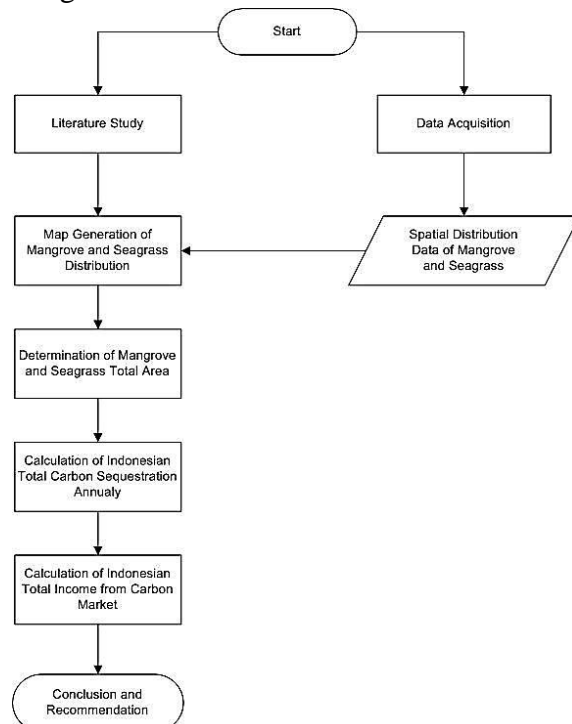 Start
Literature Study
Data Acquisition
Map Generation of
Mangrove and Seagrass
Distribution
Spatial Distribution
Data of Mangrove
and Seagrass
Determination of Mangrove
and Seagrass Total Area
Calculation of Indonesian
Total Carbon Sequestration
Annualy
Calculation of Indonesian
Total Income from Carbon
Market
Conclusion and
Recommendation